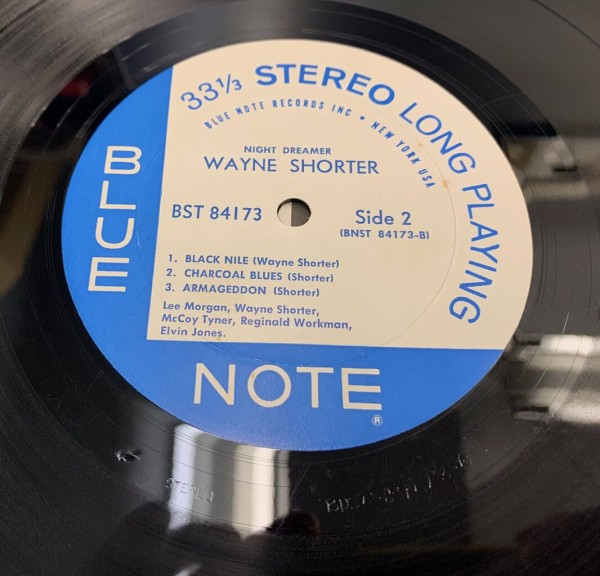 33⅓ STEREO LONG PLAYING
BLUE NOTE RECORDS INC • NEW YORK USA
NIGHT DREAMER
WAYNE SHORTER
BST 84173
Side 2
(BNST 84173-B)
1. BLACK NILE (Wayne Shorter)
2. CHARCOAL BLUES (Shorter)
3. ARMAGEDDON (Shorter)
Lee Morgan, Wayne Shorter,
McCoy Tyner, Reginald Workman,
Elvin Jones.
BLUE
NOTE
®
STEREO